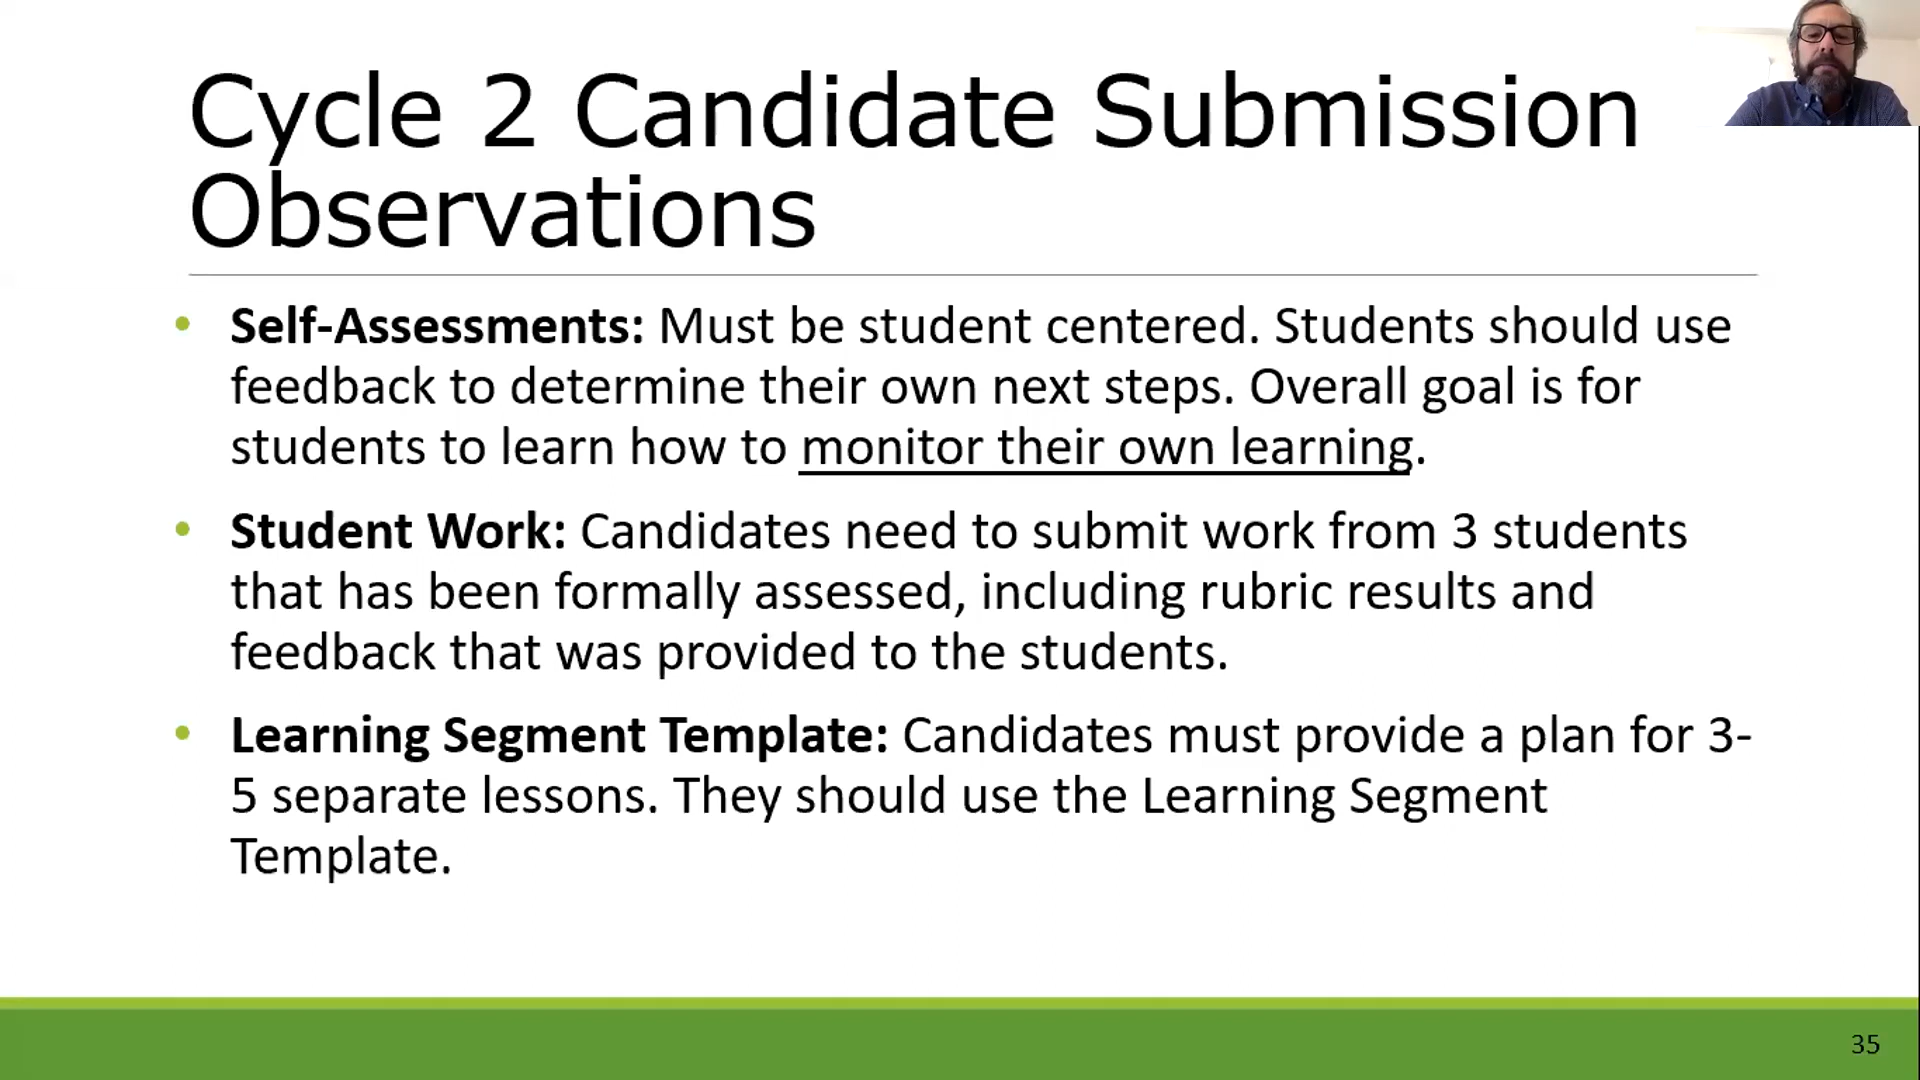 Cycle 2 Candidate Submission
Observations
• Self-Assessments: Must be student centered. Students should use
feedback to determine their own next steps. Overall goal is for
students to learn how to monitor their own learning.
• Student Work: Candidates need to submit work from 3 students
that has been formally assessed, including rubric results and
feedback that was provided to the students.
• Learning Segment Template: Candidates must provide a plan for 3-
5 separate lessons. They should use the Learning Segment
Template.
35